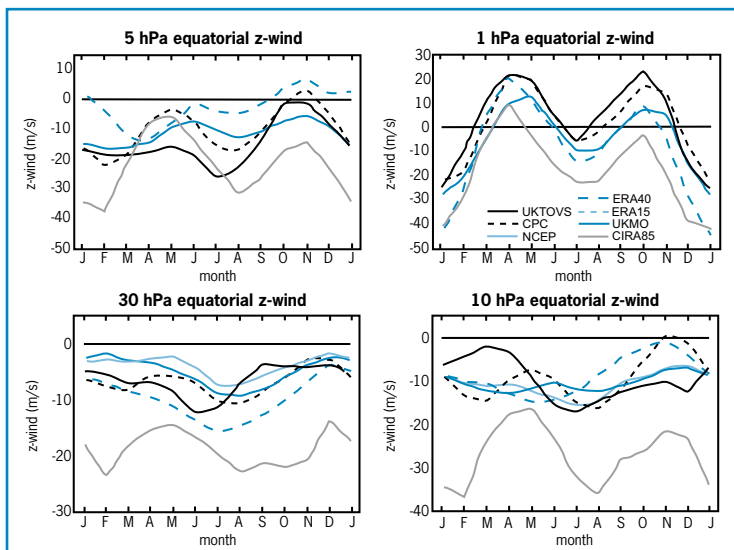 5 hPa equatorial z-wind
10
0
-10
-20
-30
-40
-50
z-wind (m/s)
J F M A M J J A S O N D J
month
1 hPa equatorial z-wind
30
20
10
0
-10
-20
-30
-40
-50
z-wind (m/s)
UKTOVS
CPC
NCEP
ERA40
ERA15
UKMO
CIRA85
J F M A M J J A S O N D J
month
30 hPa equatorial z-wind
5
0
-10
-20
-30
z-wind (m/s)
J F M A M J J A S O N D J
month
10 hPa equatorial z-wind
0
-10
-20
-30
-40
z-wind (m/s)
J F M A M J J A S O N D J
month